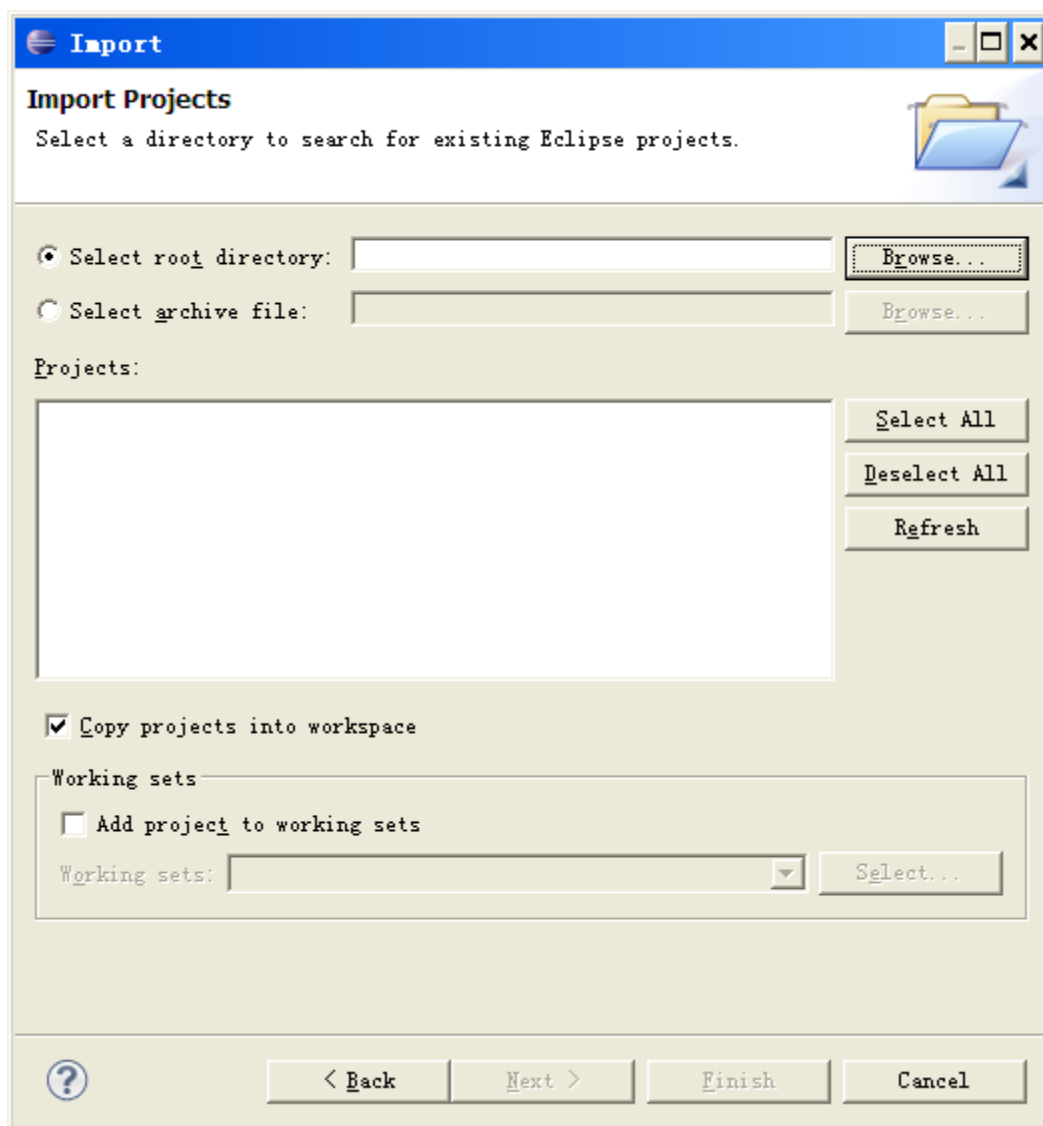 Import
Import Projects
Select a directory to search for existing Eclipse projects.
Select root directory: Browse...
Select archive file: Browse...
Projects:
Select All
Deselect All
Refresh
Copy projects into workspace
Working sets
Add project to working sets
Working sets: Select...
? < Back Next > Finish Cancel